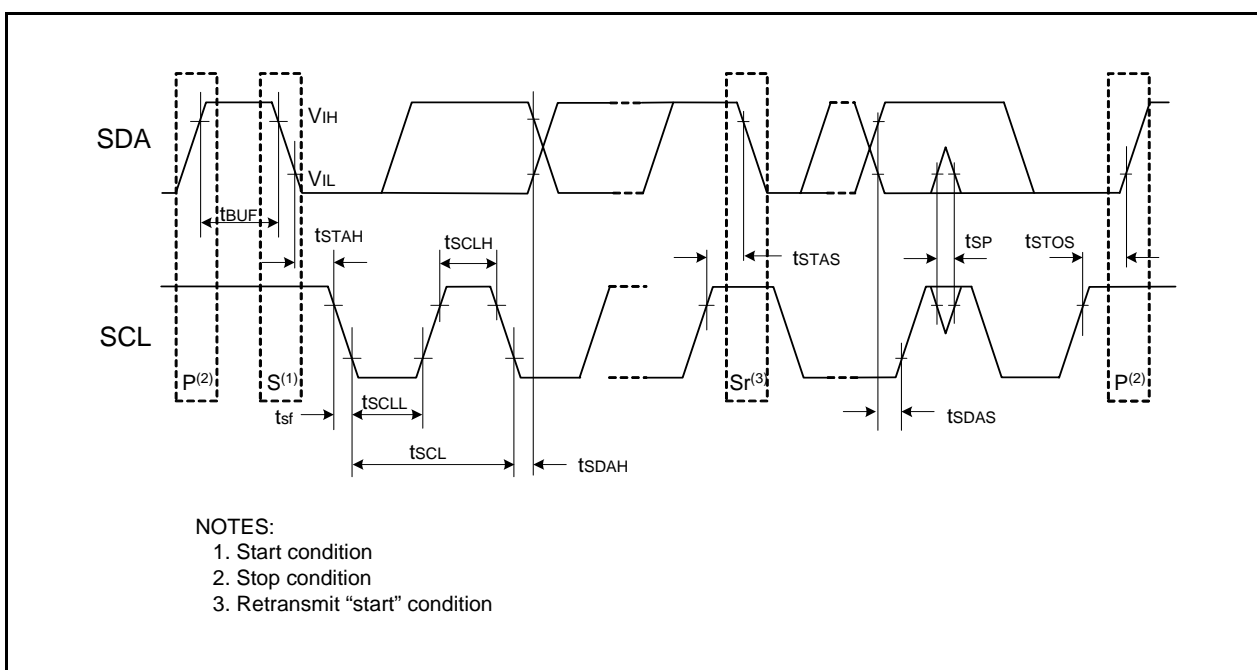 SDA
VIH
VIL
tBUF
tSTAH
tSCLH
tSTAS
tSP
tSTOS
SCL
P(2)
S(1)
Sr(3)
P(2)
tsf
tSCLL
tSDAS
tSCL
tSDAH
NOTES:
1. Start condition
2. Stop condition
3. Retransmit “start” condition